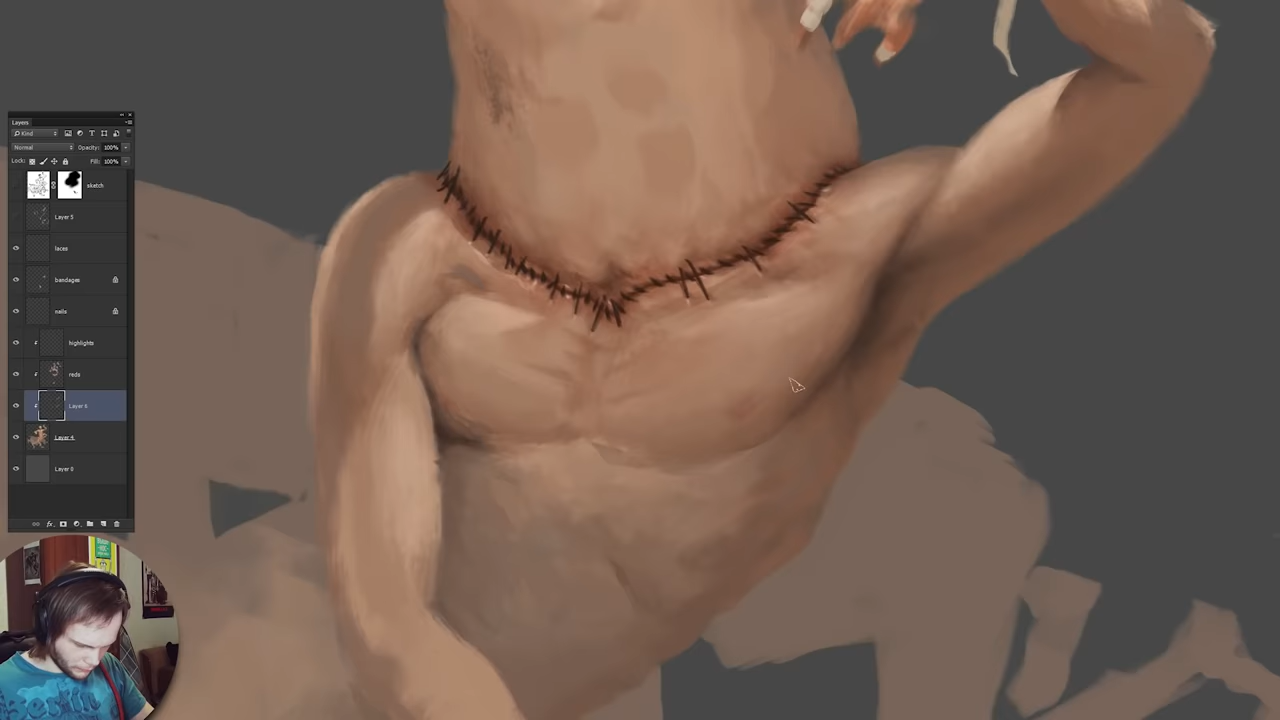 Layers
Kind
Normal
Opacity: 100%
Lock:
Fill: 100%
sketch
Layer 5
laces
bandages
nails
highlights
reds
Layer 6
Layer 4
Layer 0
fx